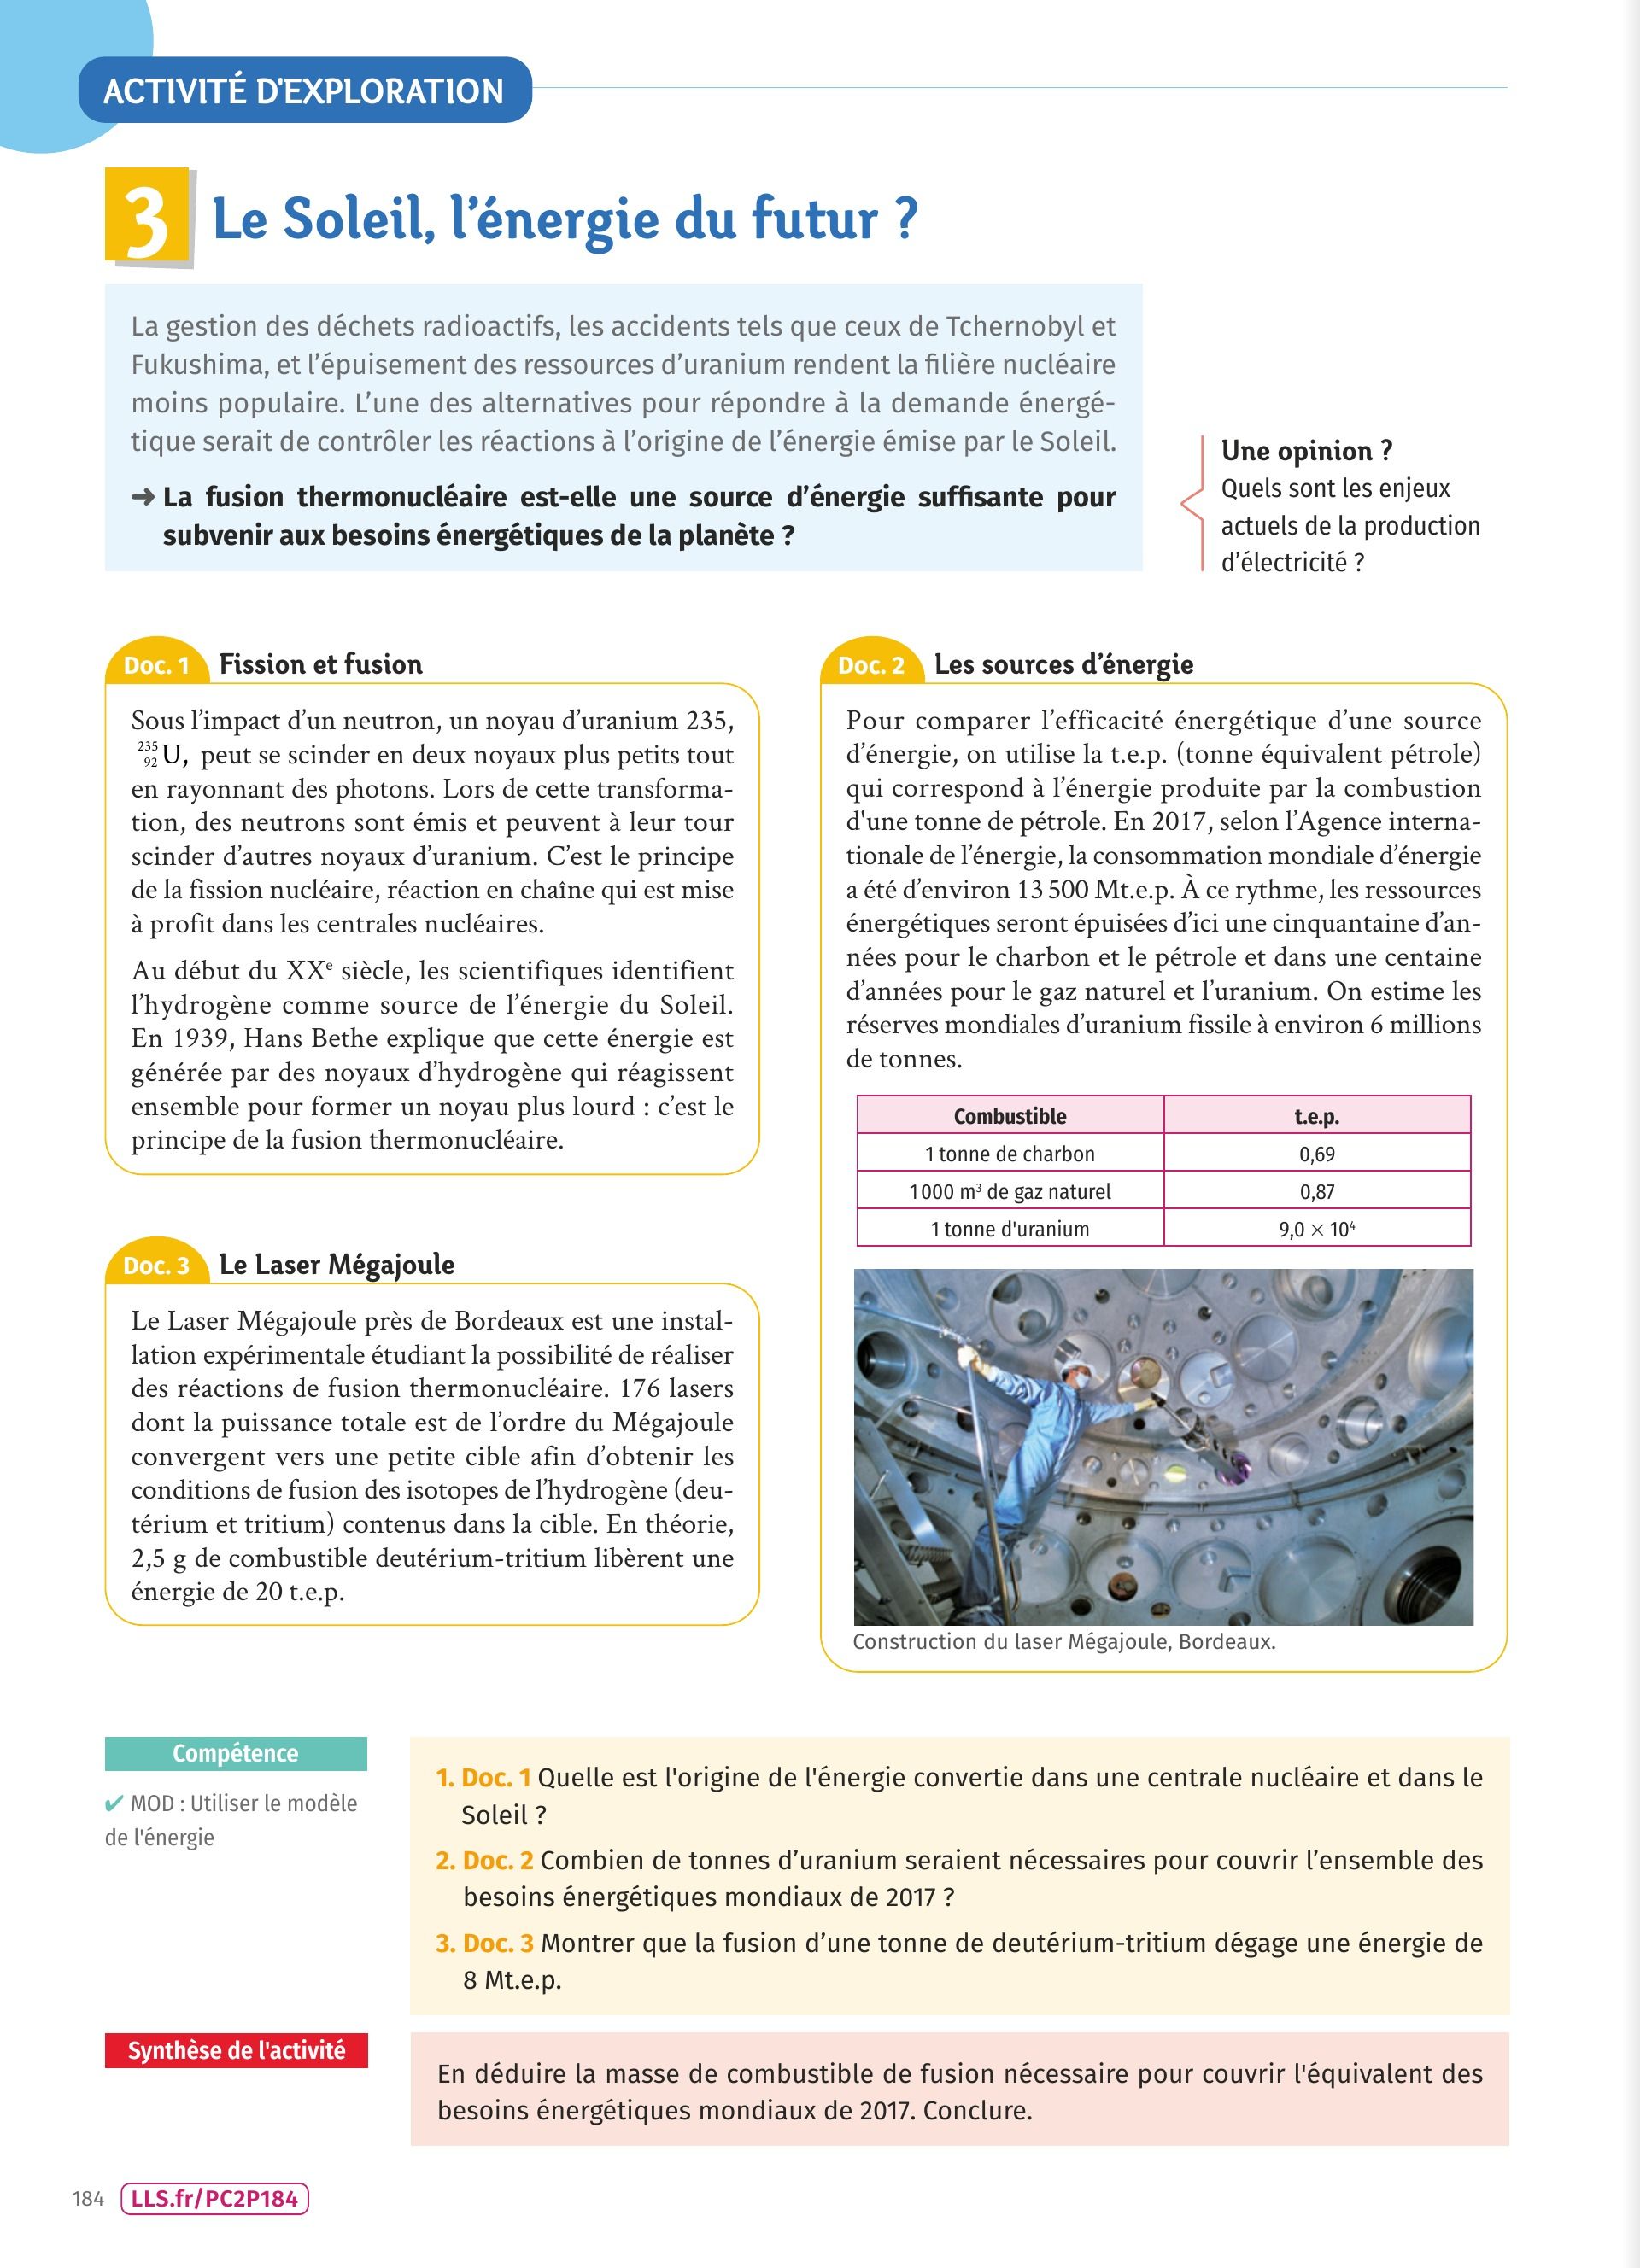 ACTIVITÉ D'EXPLORATION
3 Le Soleil, l’énergie du futur ?
La gestion des déchets radioactifs, les accidents tels que ceux de Tchernobyl et
Fukushima, et l’épuisement des ressources d’uranium rendent la filière nucléaire
moins populaire. L’une des alternatives pour répondre à la demande énergé-
tique serait de contrôler les réactions à l’origine de l’énergie émise par le Soleil.
➜ La fusion thermonucléaire est-elle une source d’énergie suffisante pour
subvenir aux besoins énergétiques de la planète ?
Une opinion ?
Quels sont les enjeux
actuels de la production
d’électricité ?
Doc. 1 Fission et fusion
Sous l’impact d’un neutron, un noyau d’uranium 235,
²³⁵₉₂U, peut se scinder en deux noyaux plus petits tout
en rayonnant des photons. Lors de cette transforma-
tion, des neutrons sont émis et peuvent à leur tour
scinder d’autres noyaux d’uranium. C’est le principe
de la fission nucléaire, réaction en chaîne qui est mise
à profit dans les centrales nucléaires.
Au début du XXᵉ siècle, les scientifiques identifient
l’hydrogène comme source de l’énergie du Soleil.
En 1939, Hans Bethe explique que cette énergie est
générée par des noyaux d’hydrogène qui réagissent
ensemble pour former un noyau plus lourd : c’est le
principe de la fusion thermonucléaire.
Doc. 2 Les sources d’énergie
Pour comparer l’efficacité énergétique d’une source
d’énergie, on utilise la t.e.p. (tonne équivalent pétrole)
qui correspond à l’énergie produite par la combustion
d'une tonne de pétrole. En 2017, selon l’Agence interna-
tionale de l’énergie, la consommation mondiale d’énergie
a été d’environ 13 500 Mt.e.p. À ce rythme, les ressources
énergétiques seront épuisées d’ici une cinquantaine d’an-
nées pour le charbon et le pétrole et dans une centaine
d’années pour le gaz naturel et l’uranium. On estime les
réserves mondiales d’uranium fissile à environ 6 millions
de tonnes.
Combustible t.e.p.
1 tonne de charbon 0,69
1 000 m³ de gaz naturel 0,87
1 tonne d'uranium 9,0 × 10⁴
Construction du laser Mégajoule, Bordeaux.
Doc. 3 Le Laser Mégajoule
Le Laser Mégajoule près de Bordeaux est une instal-
lation expérimentale étudiant la possibilité de réaliser
des réactions de fusion thermonucléaire. 176 lasers
dont la puissance totale est de l’ordre du Mégajoule
convergent vers une petite cible afin d’obtenir les
conditions de fusion des isotopes de l’hydrogène (deu-
térium et tritium) contenus dans la cible. En théorie,
2,5 g de combustible deutérium-tritium libèrent une
énergie de 20 t.e.p.
Compétence
✔ MOD : Utiliser le modèle
de l'énergie
1. Doc. 1 Quelle est l'origine de l'énergie convertie dans une centrale nucléaire et dans le
Soleil ?
2. Doc. 2 Combien de tonnes d’uranium seraient nécessaires pour couvrir l’ensemble des
besoins énergétiques mondiaux de 2017 ?
3. Doc. 3 Montrer que la fusion d’une tonne de deutérium-tritium dégage une énergie de
8 Mt.e.p.
Synthèse de l'activité
En déduire la masse de combustible de fusion nécessaire pour couvrir l'équivalent des
besoins énergétiques mondiaux de 2017. Conclure.
184 LLS.fr/PC2P184